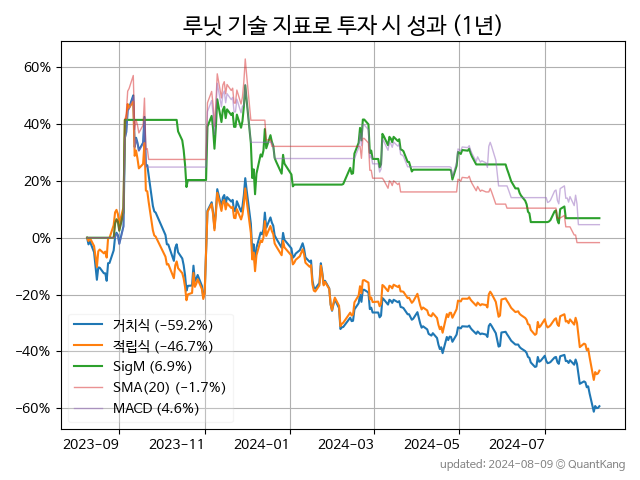 루닛 기술 지표로 투자 시 성과 (1년)
60%
40%
20%
0%
−20%
−40%
−60%
거치식 (−59.2%)
적립식 (−46.7%)
SigM (6.9%)
SMA(20) (−1.7%)
MACD (4.6%)
2023-09 2023-11 2024-01 2024-03 2024-05 2024-07
updated: 2024-08-09 © QuantKang